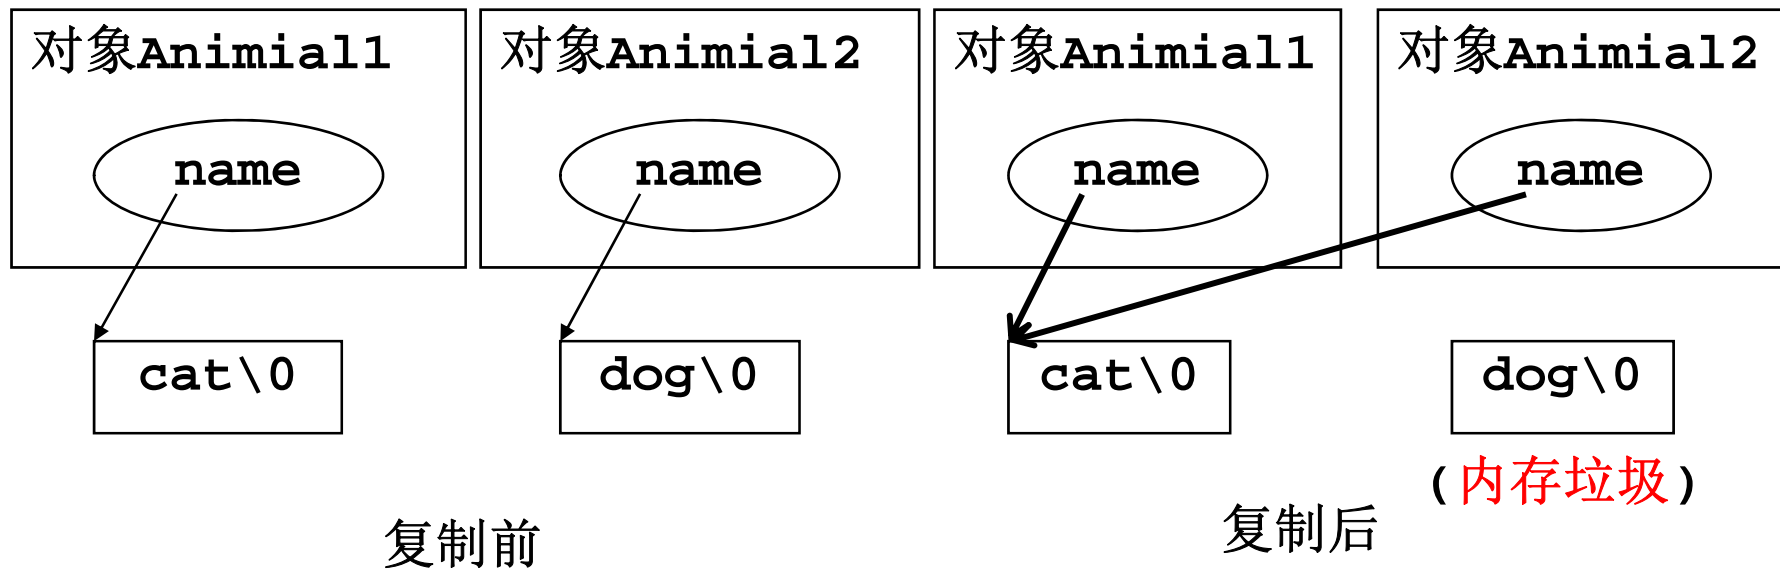 对象Animial1 对象Animial2 对象Animial1 对象Animial2
name name name name
cat\0 dog\0 cat\0 dog\0
(内存垃圾)
复制前 复制后